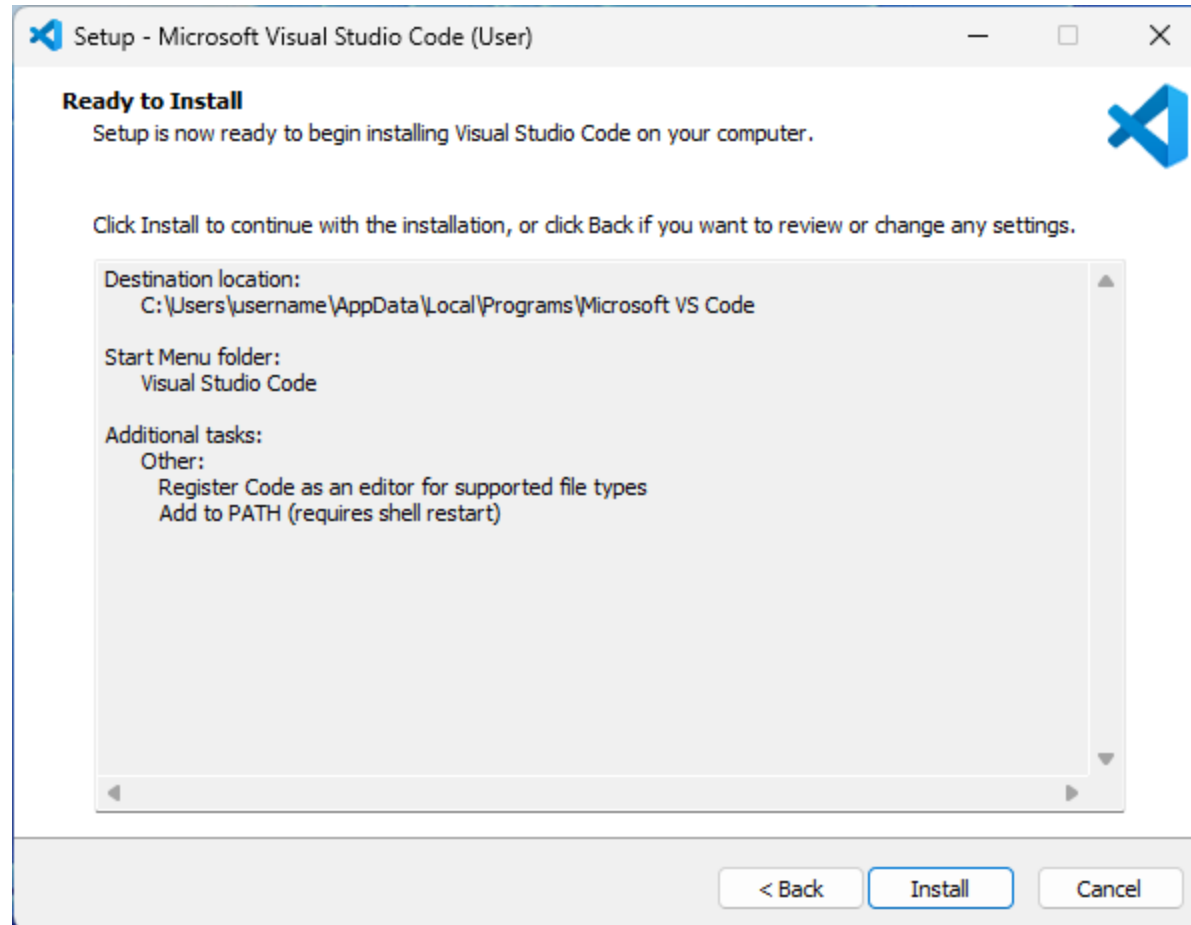 Setup - Microsoft Visual Studio Code (User)
Ready to Install
Setup is now ready to begin installing Visual Studio Code on your computer.
Click Install to continue with the installation, or click Back if you want to review or change any settings.
Destination location:
C:\Users\username\AppData\Local\Programs\Microsoft VS Code
Start Menu folder:
Visual Studio Code
Additional tasks:
Other:
Register Code as an editor for supported file types
Add to PATH (requires shell restart)
< Back Install Cancel